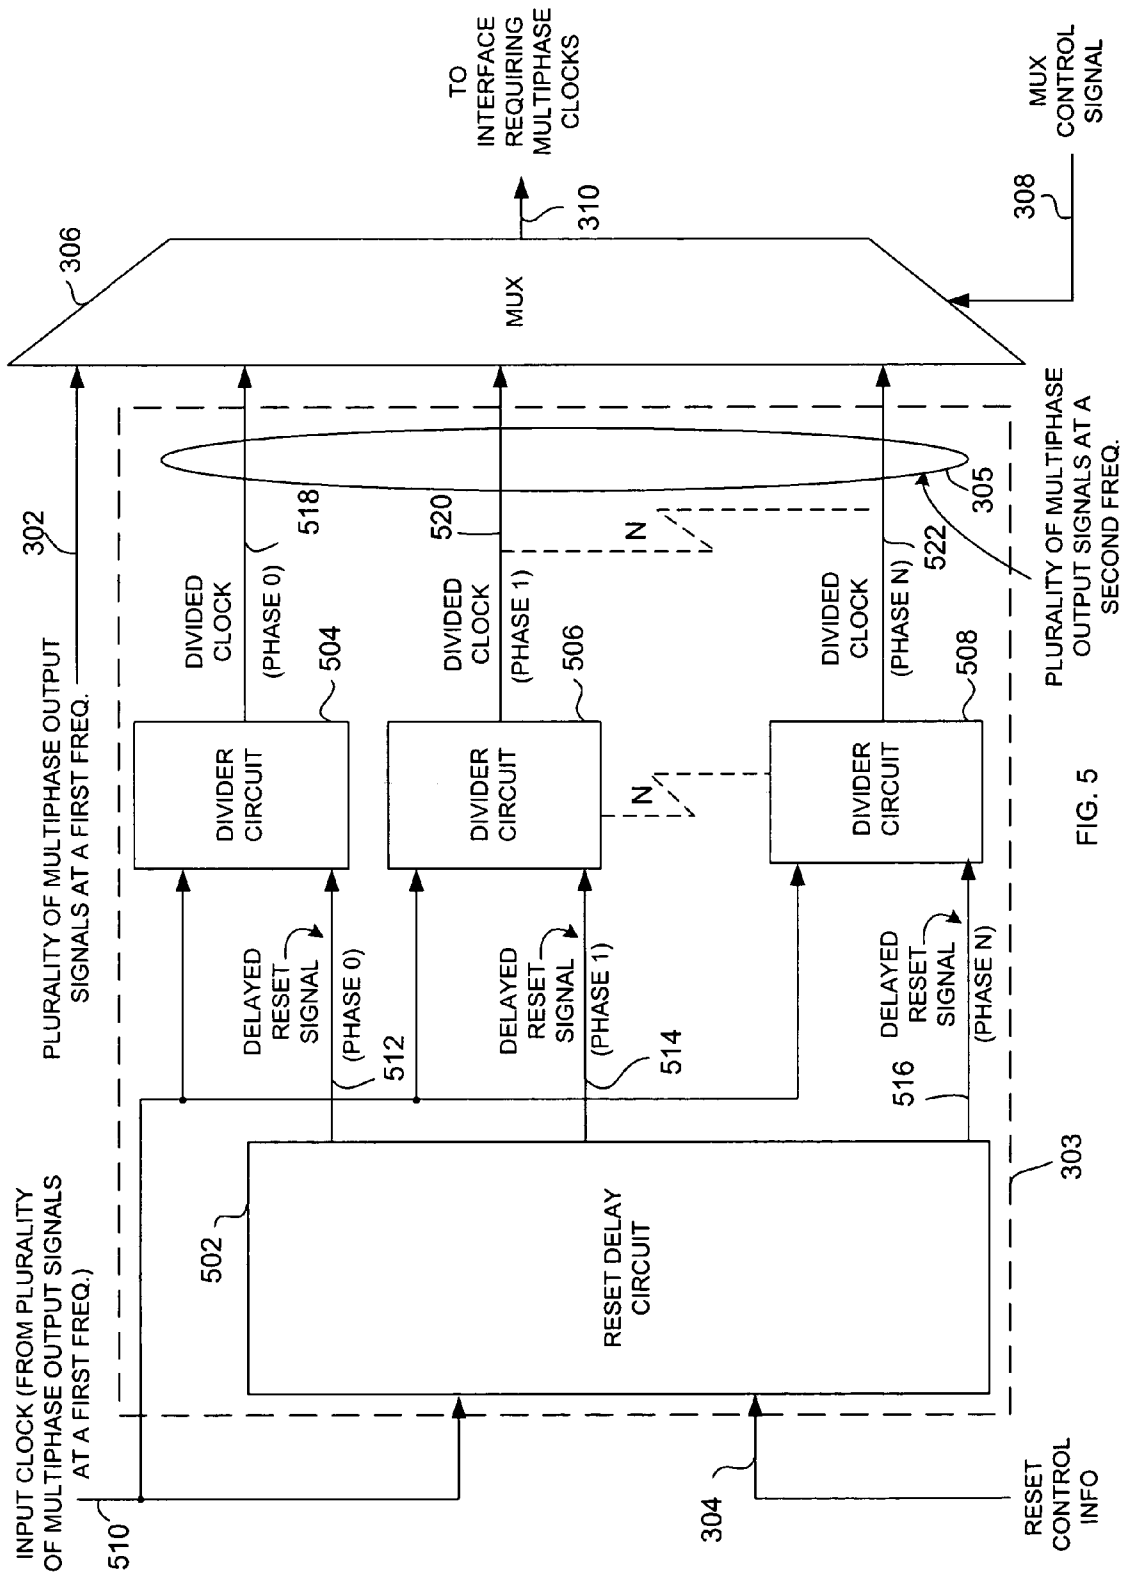 INPUT CLOCK (FROM PLURALITY
OF MULTIPHASE OUTPUT SIGNALS
AT A FIRST FREQ.)
510
PLURALITY OF MULTIPHASE OUTPUT
SIGNALS AT A FIRST FREQ.
302
306
502
RESET DELAY
CIRCUIT
304
RESET
CONTROL
INFO
303
DELAYED
RESET
SIGNAL
(PHASE 0)
512
DELAYED
RESET
SIGNAL
(PHASE 1)
514
DELAYED
RESET
SIGNAL
(PHASE N)
516
DIVIDER
CIRCUIT
504
DIVIDER
CIRCUIT
506
N
DIVIDER
CIRCUIT
508
DIVIDED
CLOCK
(PHASE 0)
518
DIVIDED
CLOCK
(PHASE 1)
520
N
DIVIDED
CLOCK
(PHASE N)
522
305
PLURALITY OF MULTIPHASE
OUTPUT SIGNALS AT A
SECOND FREQ.
MUX
310
TO
INTERFACE
REQUIRING
MULTIPHASE
CLOCKS
308
MUX
CONTROL
SIGNAL
FIG. 5